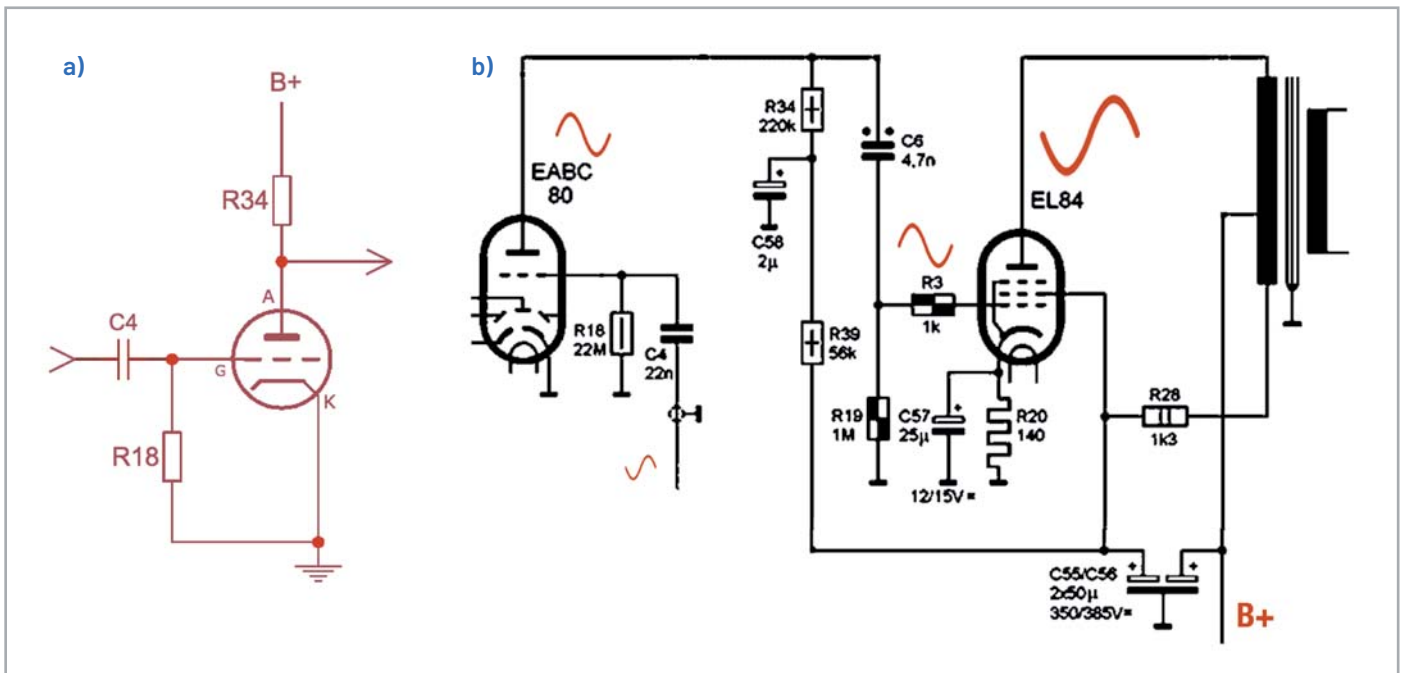 a)
B+
R34
A
C4
G
K
R18
b)
EABC
80
R18
22M
C4
22n
R34
220k
C58
2µ
R39
56k
C6
4,7n
R3
1k
R19
1M
C57
25µ
12/15V=
R20
140
EL84
R28
1k3
C55/C56
2x50µ
350/385V=
B+